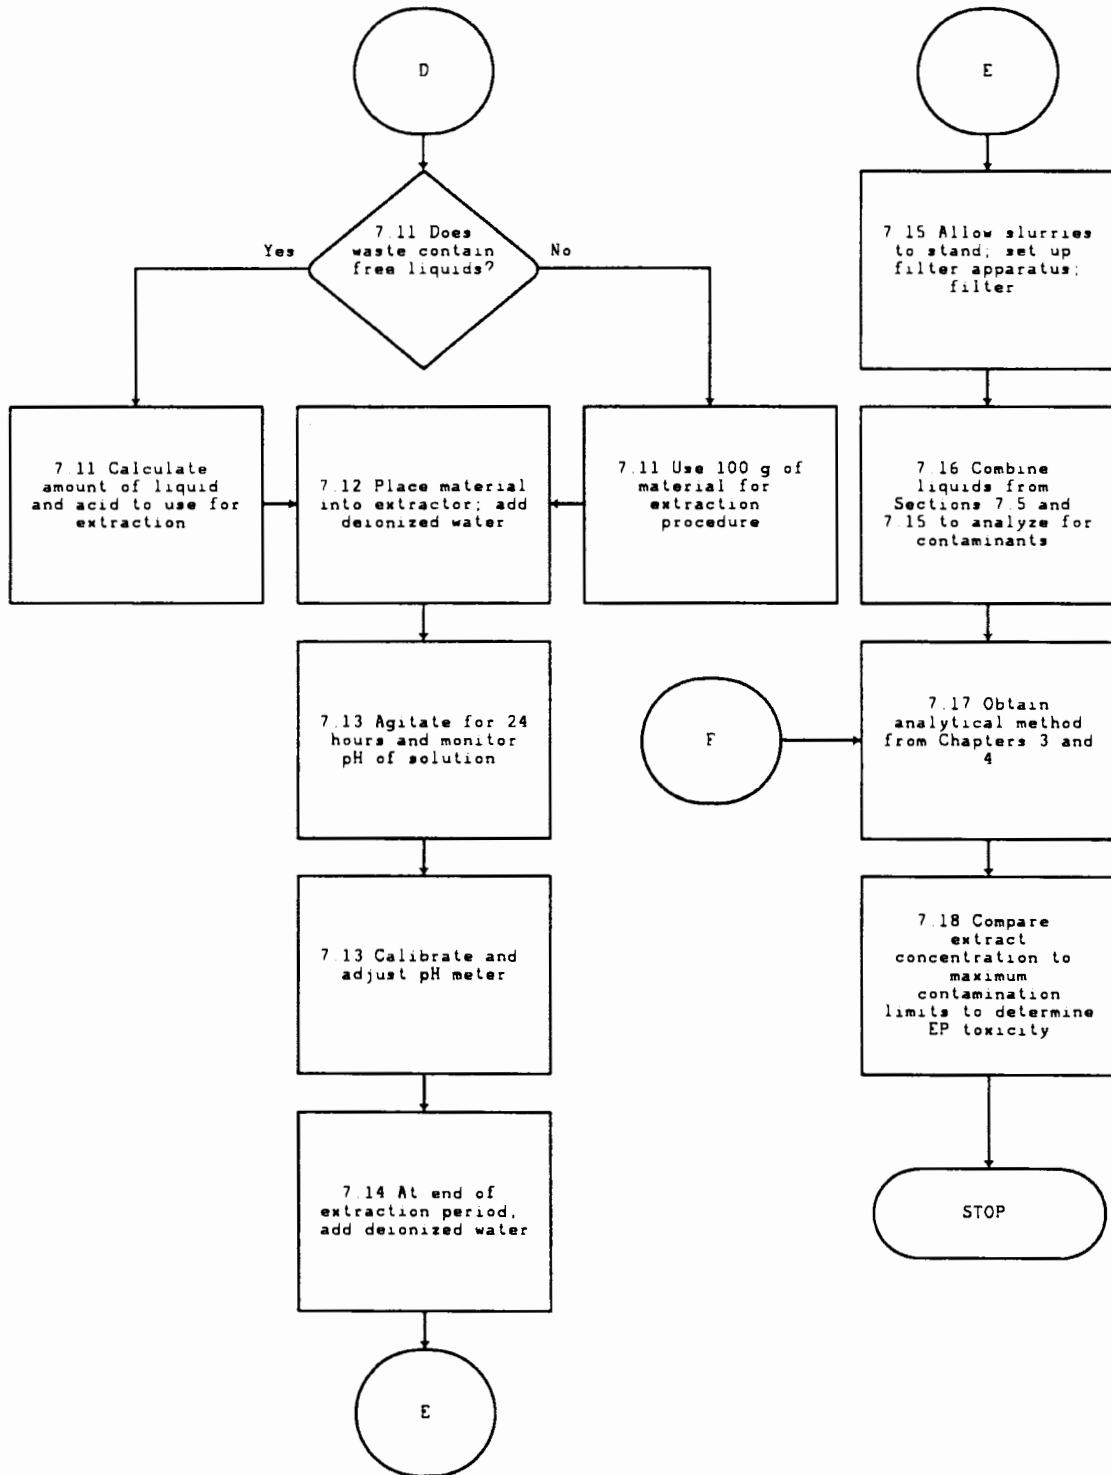 D
7.11 Does
waste contain
free liquids?
Yes
No
7.11 Calculate
amount of liquid
and acid to use for
extraction
7.12 Place material
into extractor; add
deionized water
7.11 Use 100 g of
material for
extraction
procedure
7.13 Agitate for 24
hours and monitor
pH of solution
7.13 Calibrate and
adjust pH meter
7.14 At end of
extraction period,
add deionized water
E
E
7.15 Allow slurries
to stand; set up
filter apparatus;
filter
7.16 Combine
liquids from
Sections 7.5 and
7.15 to analyze for
contaminants
F
7.17 Obtain
analytical method
from Chapters 3 and
4
7.18 Compare
extract
concentration to
maximum
contamination
limits to determine
EP toxicity
STOP